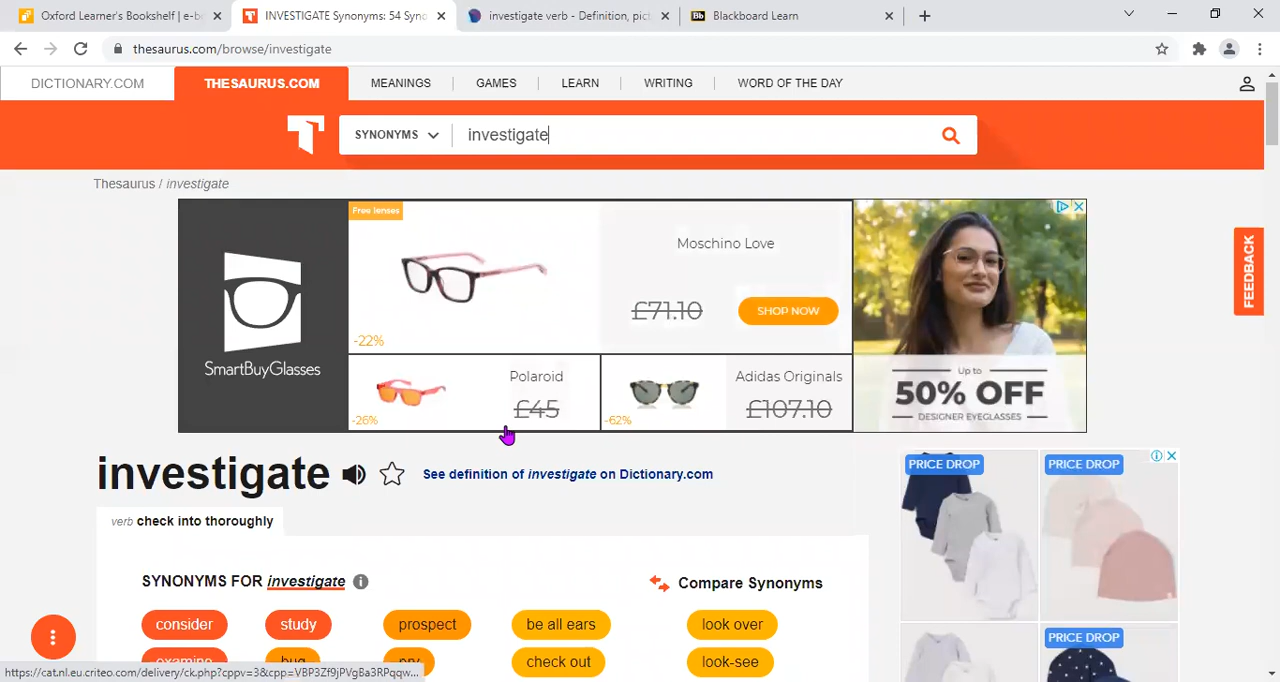 Oxford Learner's Bookshelf | e-b
INVESTIGATE Synonyms: 54 Syno
investigate verb - Definition, pict
Bb Blackboard Learn
thesaurus.com/browse/investigate
DICTIONARY.COM THESAURUS.COM MEANINGS GAMES LEARN WRITING WORD OF THE DAY
SYNONYMS investigate
Thesaurus / investigate
FEEDBACK
Free lenses
Moschino Love
£71.10 SHOP NOW
-22%
SmartBuyGlasses
Polaroid
£45
-26%
Adidas Originals
£107.10
-62%
Up to
50% OFF
DESIGNER EYEGLASSES
investigate See definition of investigate on Dictionary.com
PRICE DROP PRICE DROP
verb check into thoroughly
SYNONYMS FOR investigate Compare Synonyms
consider study prospect be all ears look over
PRICE DROP
examine bug pry check out look-see
https://cat.nl.eu.criteo.com/delivery/ck.php?cppv=3&cpp=VBP3Zf9jPVgBa3RPqqw...